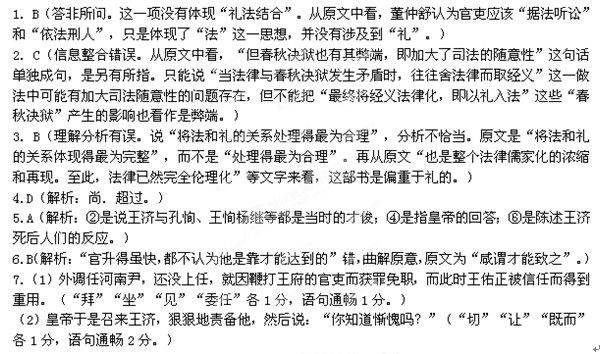 1. B（答非所问。这一项没有体现“礼法结合”。从原文中看，董仲舒认为官吏应该“据法听讼”
和“依法刑人”，只是体现了“法”这一思想，并没有涉及到“礼”。）
2. C（信息整合错误。从原文中看，“但春秋决狱也有其弊端，即加大了司法的随意性”这句话
单独成句，是另有所指。只能说“当法律与春秋决狱发生矛盾时，往往舍法律而取经义”这一做
法中可能有加大司法随意性的问题存在，但不能把“最终将经义法律化，即以礼入法”这些“春
秋决狱”产生的影响也看作是弊端。）
3. B（理解分析有误。说“将法和礼的关系处理得最为合理”，分析不恰当。原文是“将法和礼
的关系体现得最为完整”，而不是“处理得最为合理”。再从原文“也是整个法律儒家化的浓缩
和再现。至此，法律已然完全伦理化”等文字来看，这部书是偏重于礼的。）
4.D（解析：尚．超过。）
5.A（解析：②是说王济与孔恂、王恂杨继等都是当时的才俊；④是指皇帝的回答；⑥是陈述王济
死后人们的反应。）
6.B(解析：“官升得虽快，都不认为他是靠才能达到的”错，曲解原意，原文为“咸谓才能致之”。）
7.（1）外调任河南尹，还没上任，就因鞭打王府的官吏而获罪免职，而此时王佑正被信任而得到
重用。（“拜”“坐”“见”“委任”各 1 分，语句通畅 1 分。）
（2）皇帝于是召来王济，狠狠地责备他，然后说：“你知道惭愧吗？”（“切”“让”“既而”
各 1 分，语句通畅 2 分。）